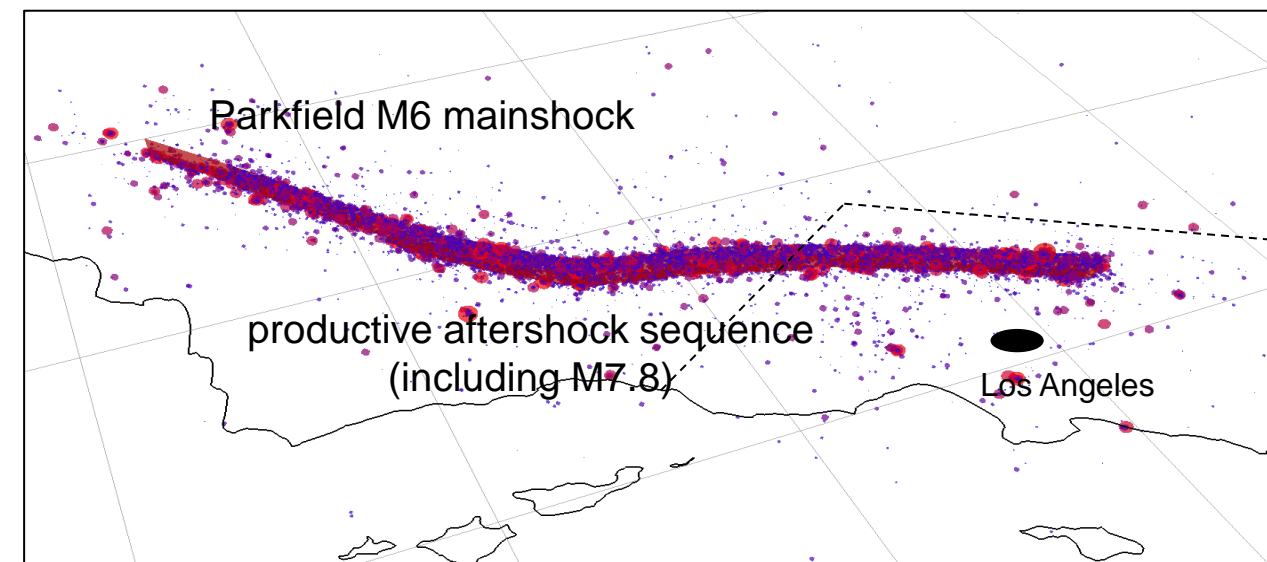 Parkfield M6 mainshock
productive aftershock sequence
(including M7.8)
Los Angeles